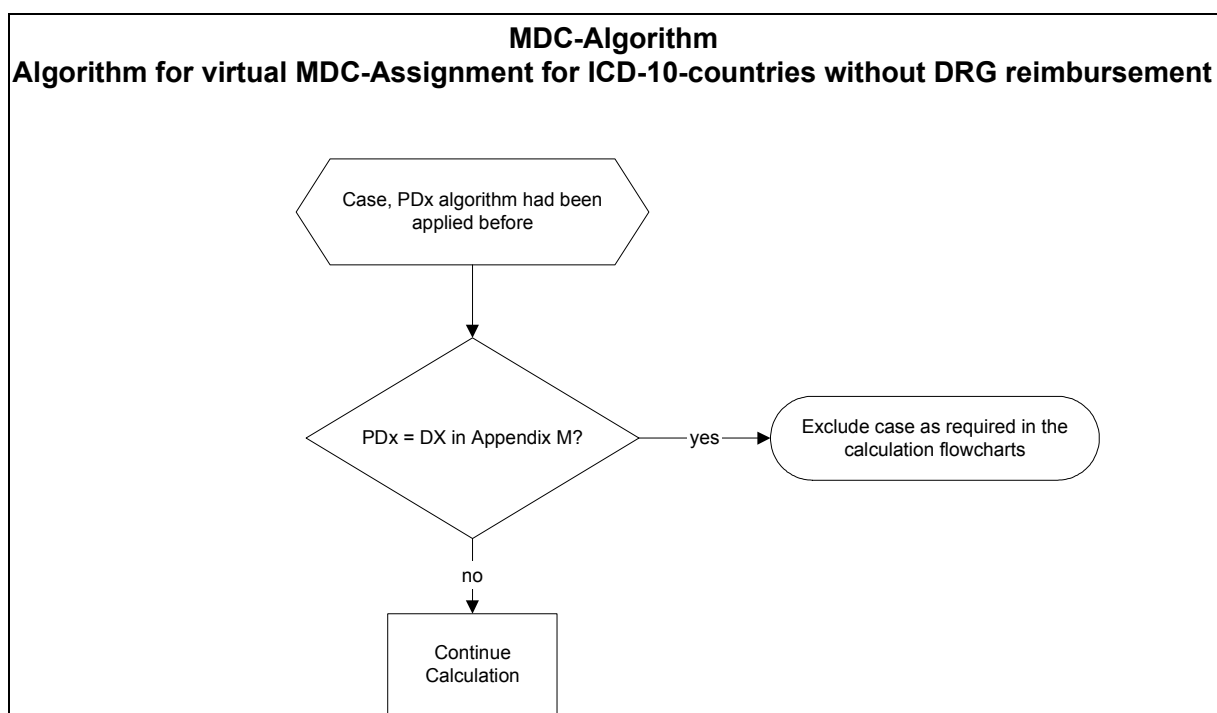 MDC-Algorithm
Algorithm for virtual MDC-Assignment for ICD-10-countries without DRG reimbursement
Case, PDx algorithm had been
applied before
PDx = DX in Appendix M?
yes
Exclude case as required in the
calculation flowcharts
no
Continue
Calculation